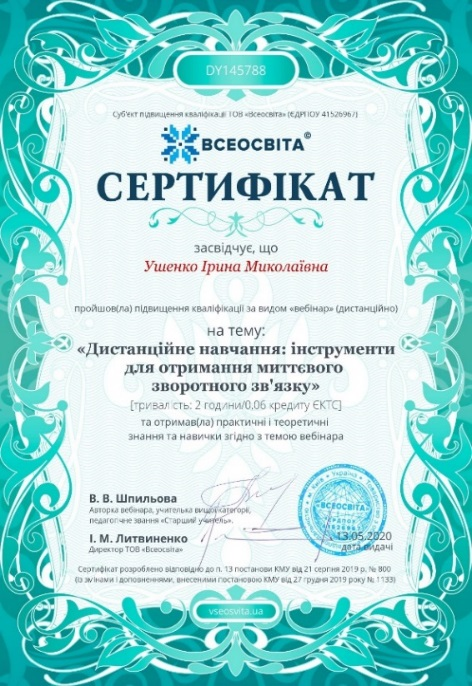 DY145788
Суб'єкт підвищення кваліфікації ТОВ «Всеосвіта» (ЄДРПОУ 41526967)
ВСЕОСВІТА©
СЕРТИФІКАТ
засвідчує, що
Ушенко Ірина Миколаївна
пройшов(ла) підвищення кваліфікації за видом «вебінар» (дистанційно)
на тему:
«Дистанційне навчання: інструменти
для отримання миттєвого
зворотного зв'язку»
[тривалість: 2 години/0,06 кредиту ЄКТС]
та отримав(ла) практичні і теоретичні
знання та навички згідно з темою вебінара
В. В. Шпильова
Авторка вебінара, учителька вищої категорії,
педагогічне звання «Старший учитель».
І. М. Литвиненко
Директор ТОВ «Всеосвіта»
ВСЕОСВІТА
13.05.2020
дата видачі
Сертифікат розроблено відповідно до п. 13 постанови КМУ від 21 серпня 2019 р. № 800
(із змінами і доповненнями, внесеними постановою КМУ від 27 грудня 2019 року № 1133)
vseosvita.ua